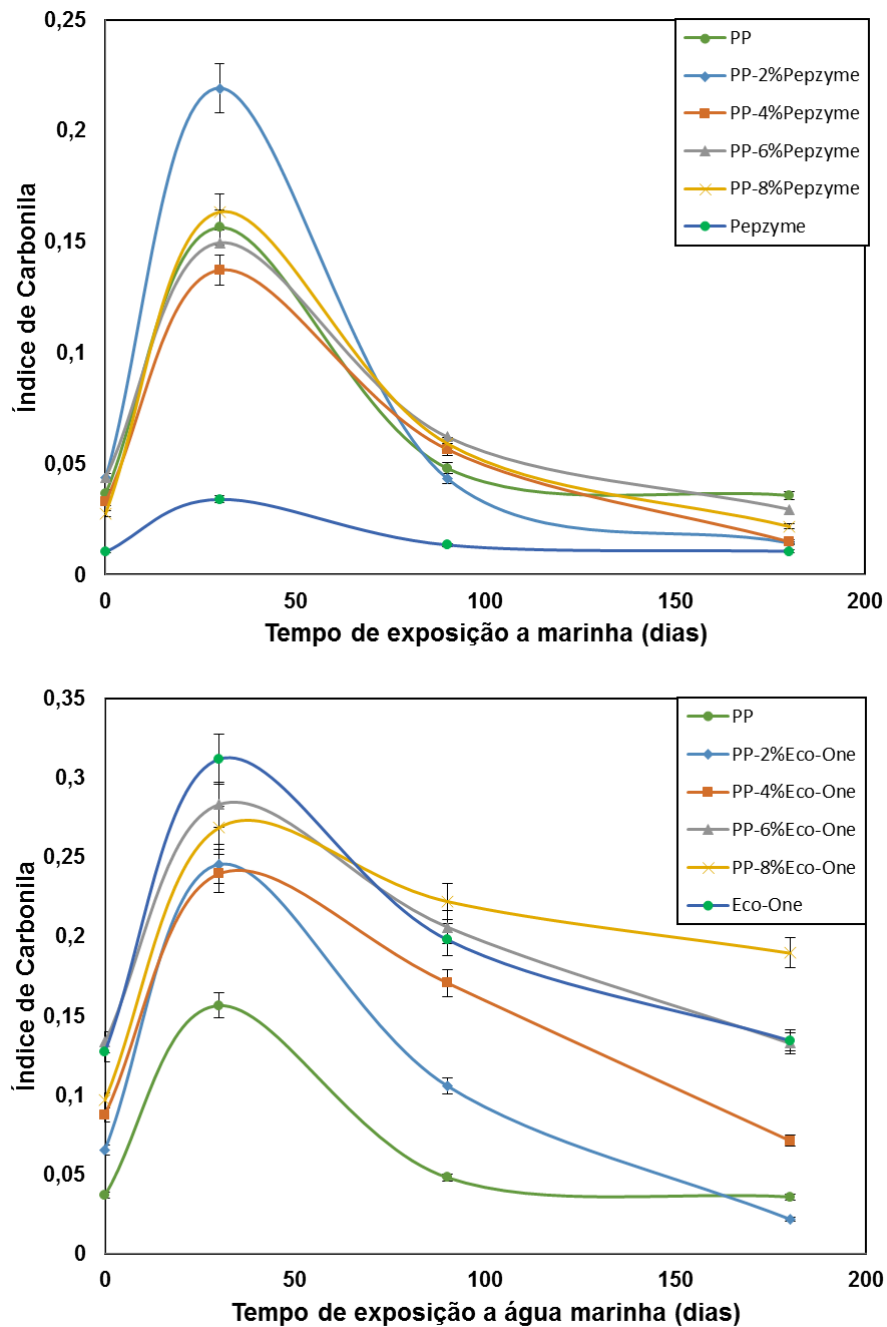 0,25
0,2
0,15
0,1
0,05
0
0
50
100
150
200
Índice de Carbonila
Tempo de exposição a marinha (dias)
PP
PP-2%Pepzyme
PP-4%Pepzyme
PP-6%Pepzyme
PP-8%Pepzyme
Pepzyme
0,35
0,3
0,25
0,2
0,15
0,1
0,05
0
0
50
100
150
200
Índice de Carbonila
Tempo de exposição a água marinha (dias)
PP
PP-2%Eco-One
PP-4%Eco-One
PP-6%Eco-One
PP-8%Eco-One
Eco-One